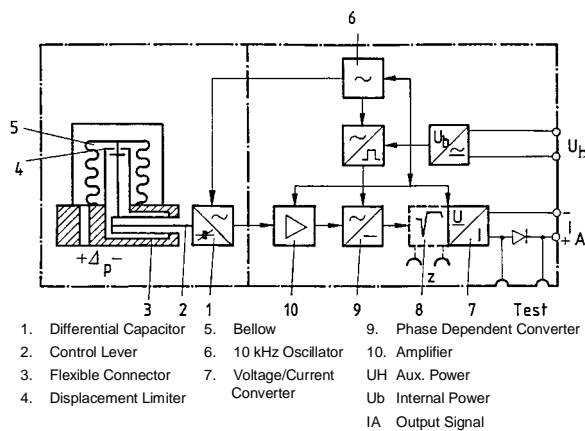 6
5
4
~
~
U_b
U_H
~
~
U
I
-
i
+ A
+Δp-
z
3
2
1
10
9
8
7
Test
1. Differential Capacitor
2. Control Lever
3. Flexible Connector
4. Displacement Limiter
5. Bellow
6. 10 kHz Oscillator
7. Voltage/Current
Converter
9. Phase Dependent Converter
10. Amplifier
UH Aux. Power
Ub Internal Power
IA Output Signal